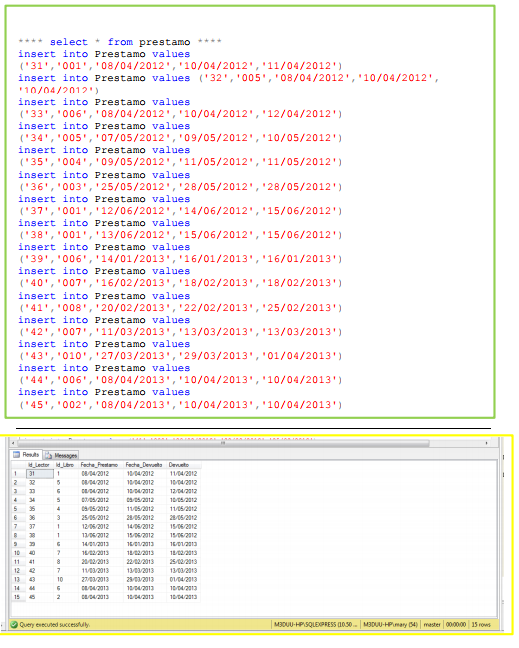 **** select * from prestamo ****
insert into Prestamo values
('31','001','08/04/2012','10/04/2012','11/04/2012')
insert into Prestamo values ('32','005','08/04/2012','10/04/2012',
'10/04/2012')
insert into Prestamo values
('33','006','08/04/2012','10/04/2012','12/04/2012')
insert into Prestamo values
('34','005','07/05/2012','09/05/2012','10/05/2012')
insert into Prestamo values
('35','004','09/05/2012','11/05/2012','11/05/2012')
insert into Prestamo values
('36','003','25/05/2012','28/05/2012','28/05/2012')
insert into Prestamo values
('37','001','12/06/2012','14/06/2012','15/06/2012')
insert into Prestamo values
('38','001','13/06/2012','15/06/2012','15/06/2012')
insert into Prestamo values
('39','006','14/01/2013','16/01/2013','16/01/2013')
insert into Prestamo values
('40','007','16/02/2013','18/02/2013','18/02/2013')
insert into Prestamo values
('41','008','20/02/2013','22/02/2013','25/02/2013')
insert into Prestamo values
('42','007','11/03/2013','13/03/2013','13/03/2013')
insert into Prestamo values
('43','010','27/03/2013','29/03/2013','01/04/2013')
insert into Prestamo values
('44','006','08/04/2013','10/04/2013','10/04/2013')
insert into Prestamo values
('45','002','08/04/2013','10/04/2013','10/04/2013')
Results Messages
Id_Lector Id_Libro Fecha_Prestamo Fecha_Devuelto Devuelto
1 31 1 08/04/2012 10/04/2012 11/04/2012
2 32 5 08/04/2012 10/04/2012 10/04/2012
3 33 6 08/04/2012 10/04/2012 12/04/2012
4 34 5 07/05/2012 09/05/2012 10/05/2012
5 35 4 09/05/2012 11/05/2012 11/05/2012
6 36 3 25/05/2012 28/05/2012 28/05/2012
7 37 1 12/06/2012 14/06/2012 15/06/2012
8 38 1 13/06/2012 15/06/2012 15/06/2012
9 39 6 14/01/2013 16/01/2013 16/01/2013
10 40 7 16/02/2013 18/02/2013 18/02/2013
11 41 8 20/02/2013 22/02/2013 25/02/2013
12 42 7 11/03/2013 13/03/2013 13/03/2013
13 43 10 27/03/2013 29/03/2013 01/04/2013
14 44 6 08/04/2013 10/04/2013 10/04/2013
15 45 2 08/04/2013 10/04/2013 10/04/2013
Query executed successfully. M3DUU-HP\SQLEXPRESS (10.50 ... M3DUU-HP\mary (54) master 00:00:00 15 rows